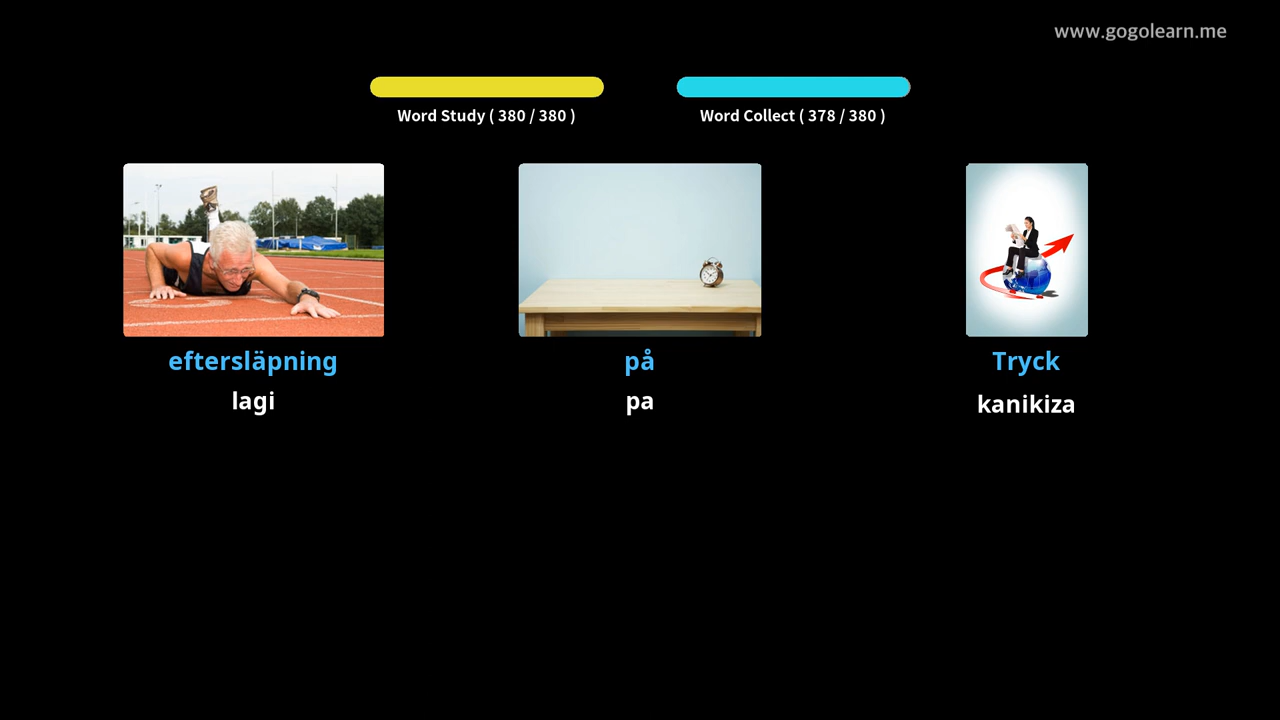 www.gogolearn.me
Word Study ( 380 / 380 )
Word Collect ( 378 / 380 )
eftersläpning
på
Tryck
lagi
pa
kanikiza